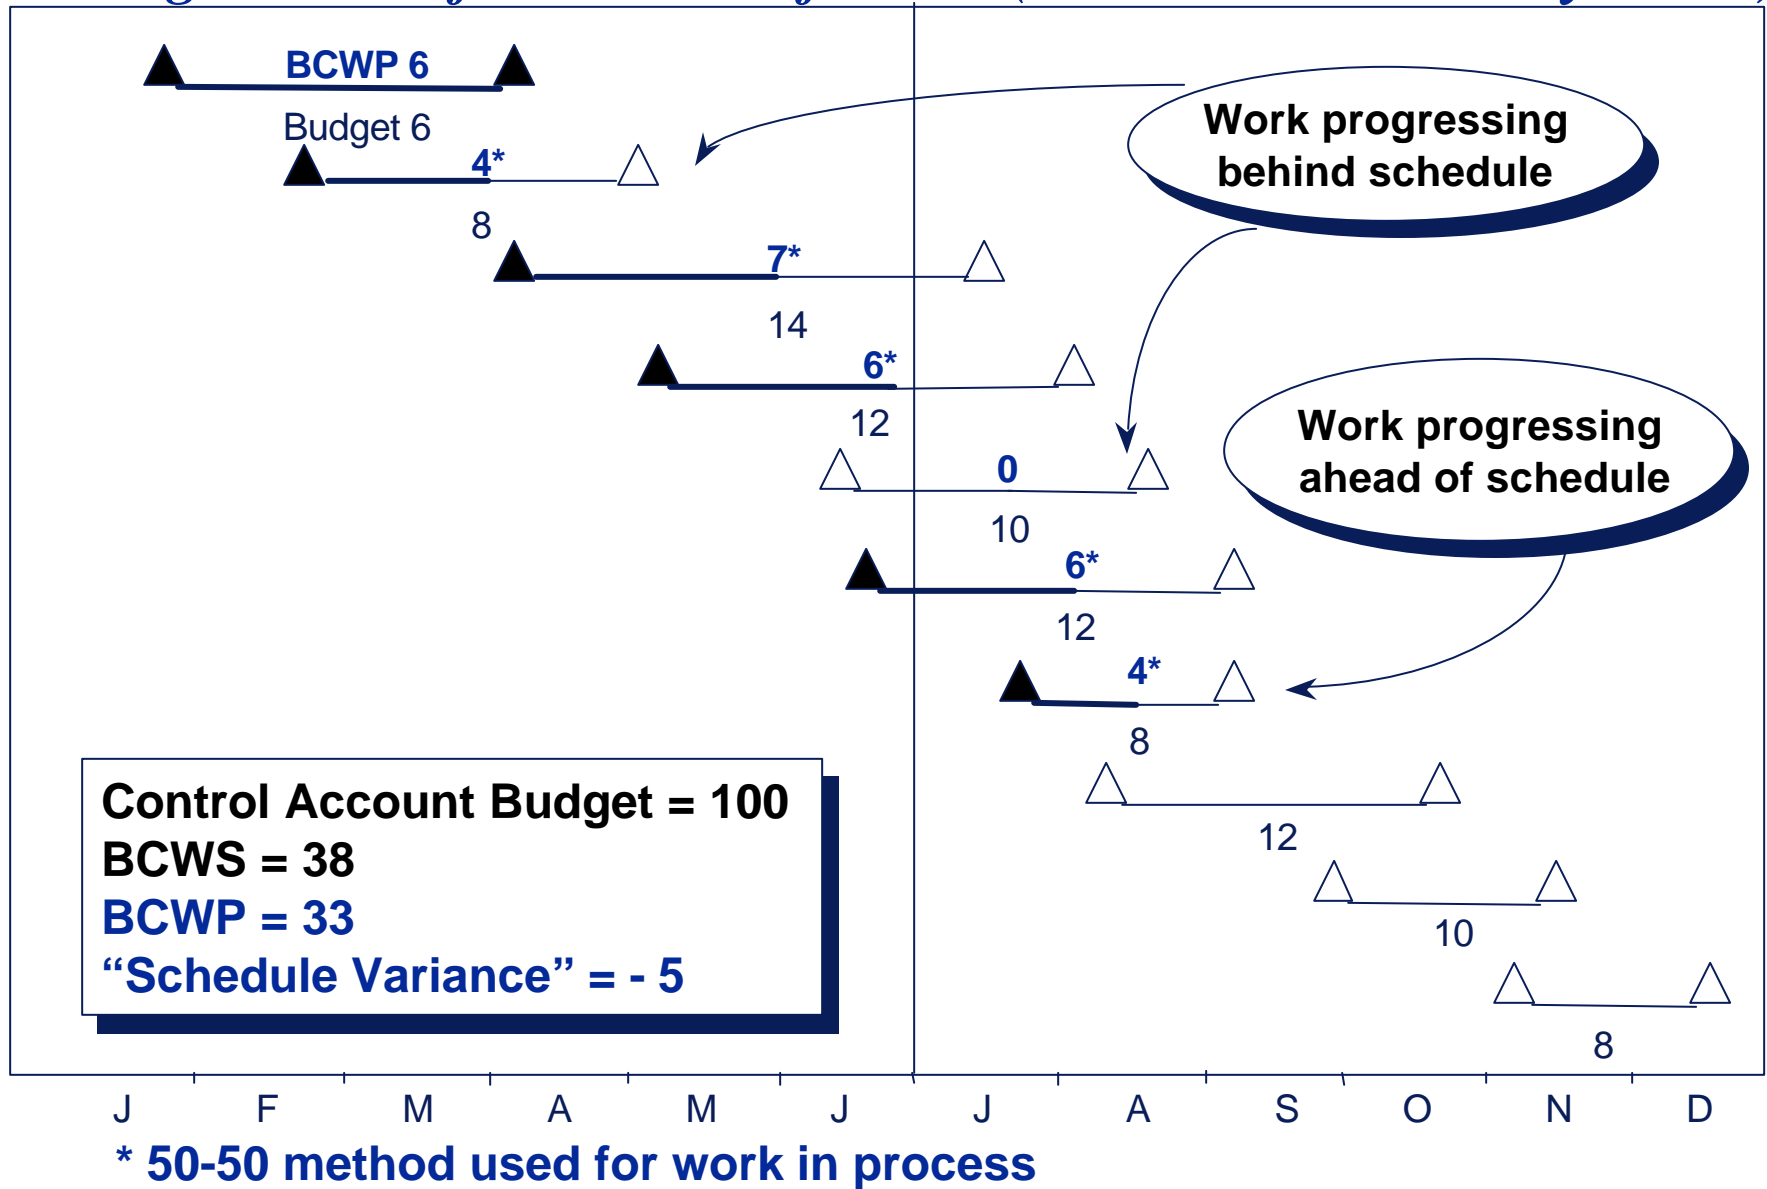 BCWP 6
Budget 6
4*
8
7*
14
6*
12
0
10
6*
12
4*
8
12
10
8
Work progressing
behind schedule
Work progressing
ahead of schedule
Control Account Budget = 100
BCWS = 38
BCWP = 33
“Schedule Variance” = - 5
J F M A M J J A S O N D
* 50-50 method used for work in process